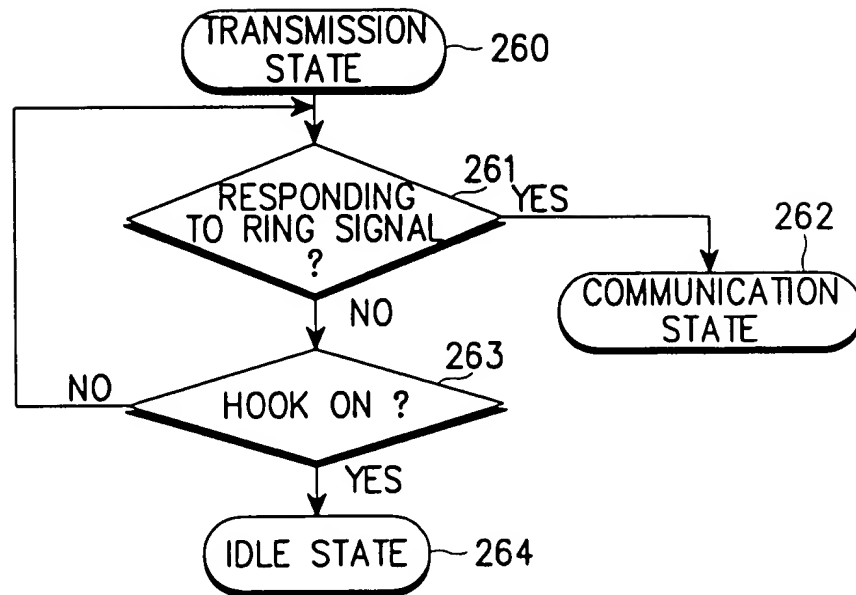 TRANSMISSION
STATE
260
RESPONDING
TO RING SIGNAL
?
261
YES
262
COMMUNICATION
STATE
NO
263
HOOK ON ?
NO
YES
IDLE STATE
264